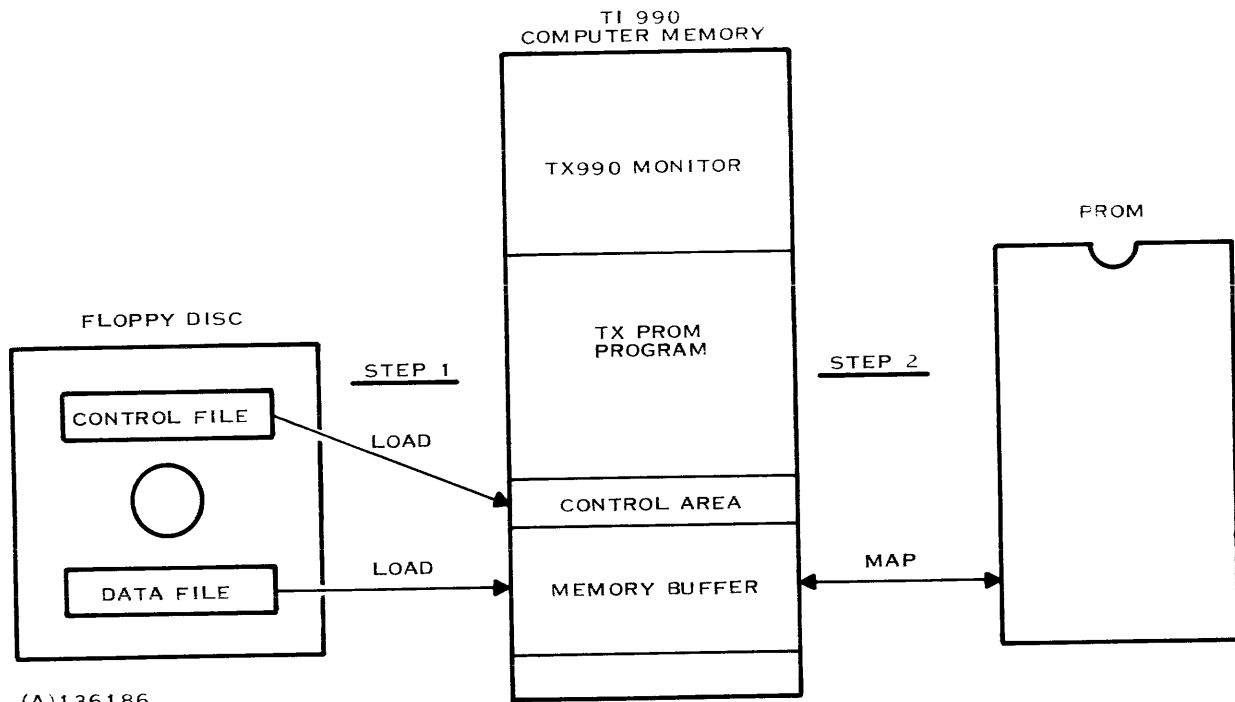 TI 990
COMPUTER MEMORY
TX990 MONITOR
PROM
FLOPPY DISC
TX PROM
PROGRAM
STEP 1
STEP 2
CONTROL FILE
LOAD
CONTROL AREA
LOAD
MAP
DATA FILE
MEMORY BUFFER
(A)136186